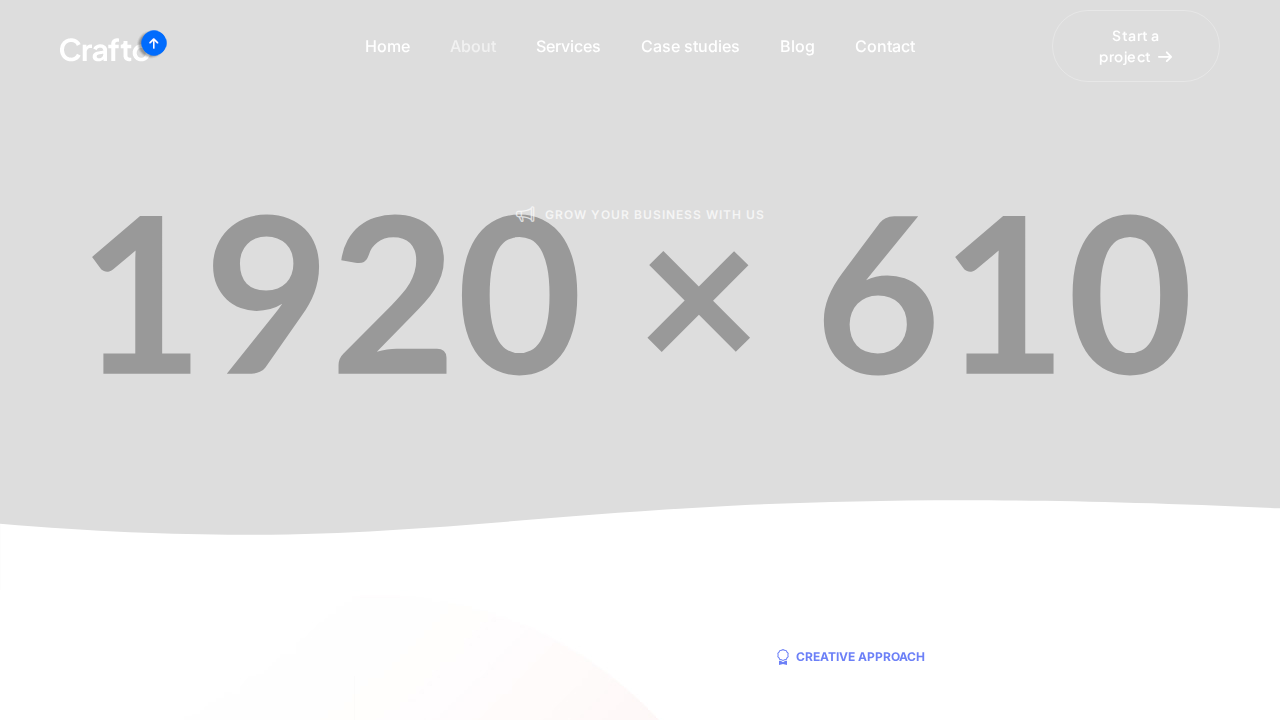 Crafto
Home
About
Services
Case studies
Blog
Contact
Start a
project
GROW YOUR BUSINESS WITH US
1920 × 610
CREATIVE APPROACH